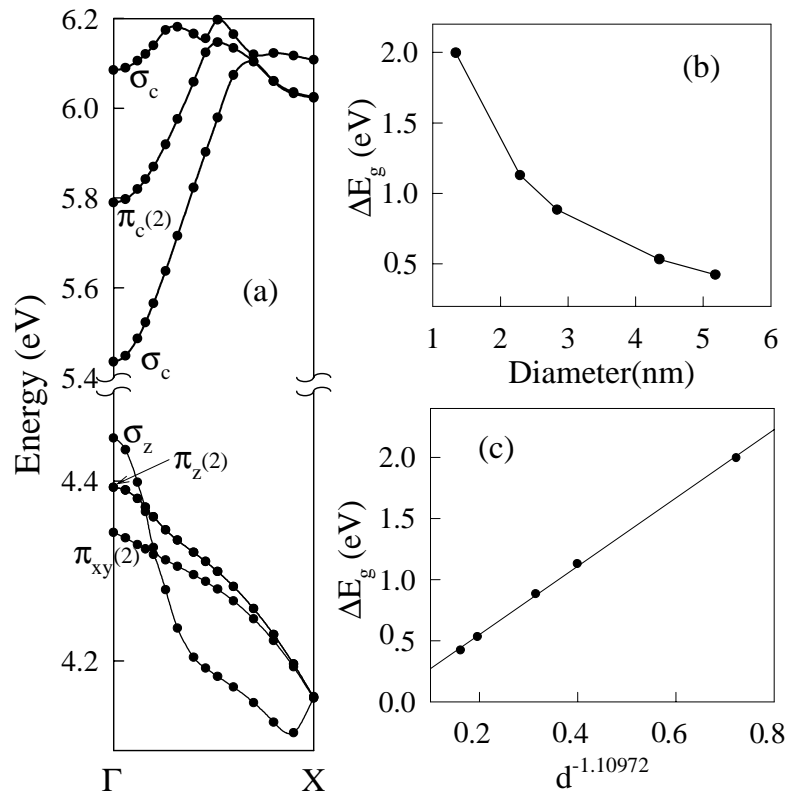 6.2
6.0
5.8
5.6
5.4
4.4
4.2
Energy (eV)
σc
πc(2)
σc
(a)
σz
πz(2)
πxy(2)
Γ
X
(b)
2.0
1.5
1.0
0.5
ΔEg (eV)
1 2 3 4 5 6
Diameter(nm)
(c)
2.0
1.5
1.0
0.5
0.0
ΔEg (eV)
0.2 0.4 0.6 0.8
d-1.10972